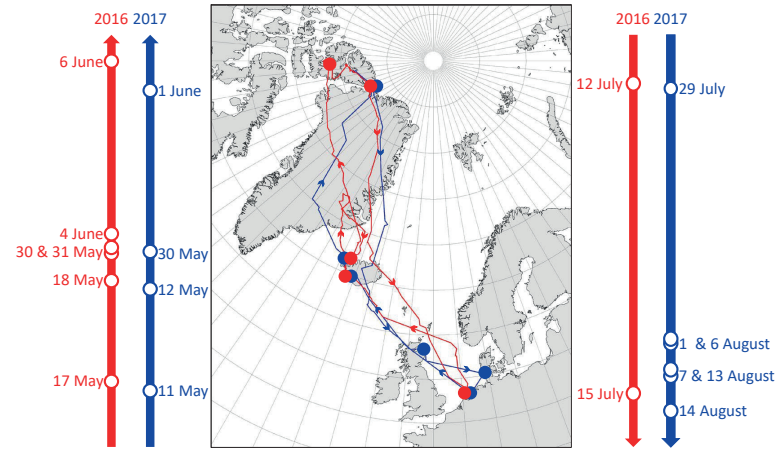 2016 2017
6 June
1 June
4 June
30 & 31 May
30 May
18 May
12 May
17 May
11 May
2016 2017
12 July
29 July
1 & 6 August
7 & 13 August
15 July
14 August